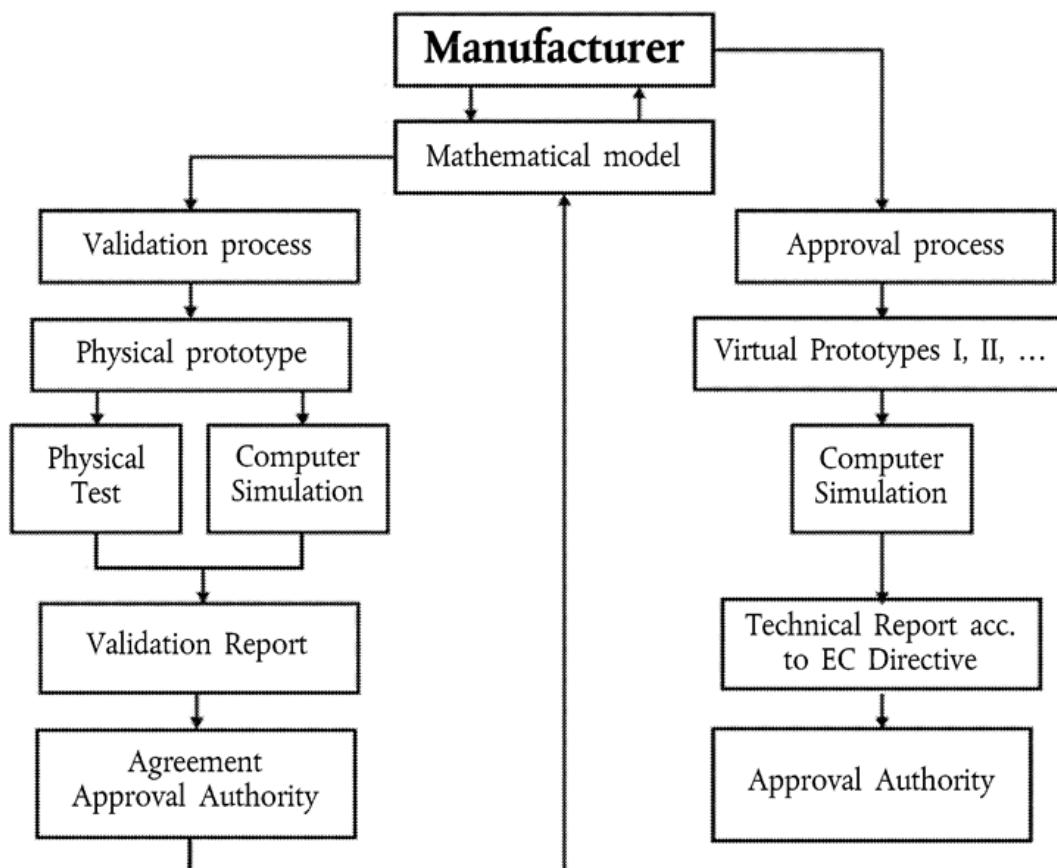 Manufacturer
Mathematical model
Validation process
Approval process
Physical prototype
Virtual Prototypes I, II, …
Physical
Test
Computer
Simulation
Computer
Simulation
Validation Report
Technical Report acc.
to EC Directive
Agreement
Approval Authority
Approval Authority